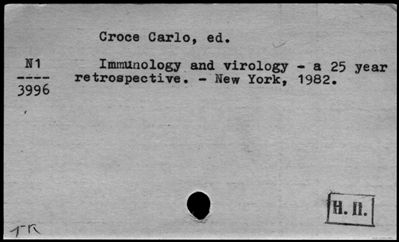 Croce Carlo, ed.
N1
3996
Immunology and virology - a 25 year
retrospective. - New York, 1982.
Н. П.